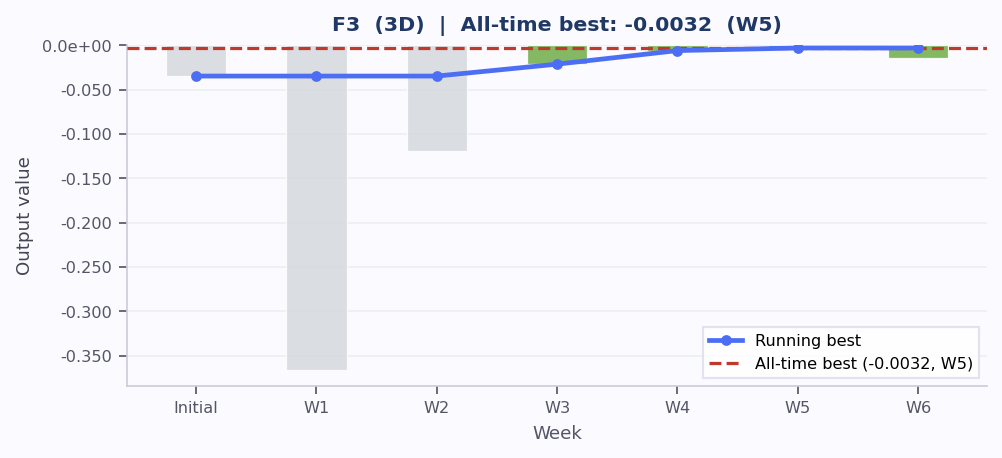 F3  (3D)  |  All-time best: -0.0032  (W5)
Output value
0.0e+00
-0.050
-0.100
-0.150
-0.200
-0.250
-0.300
-0.350
Running best
All-time best (-0.0032, W5)
Initial W1 W2 W3 W4 W5 W6
Week